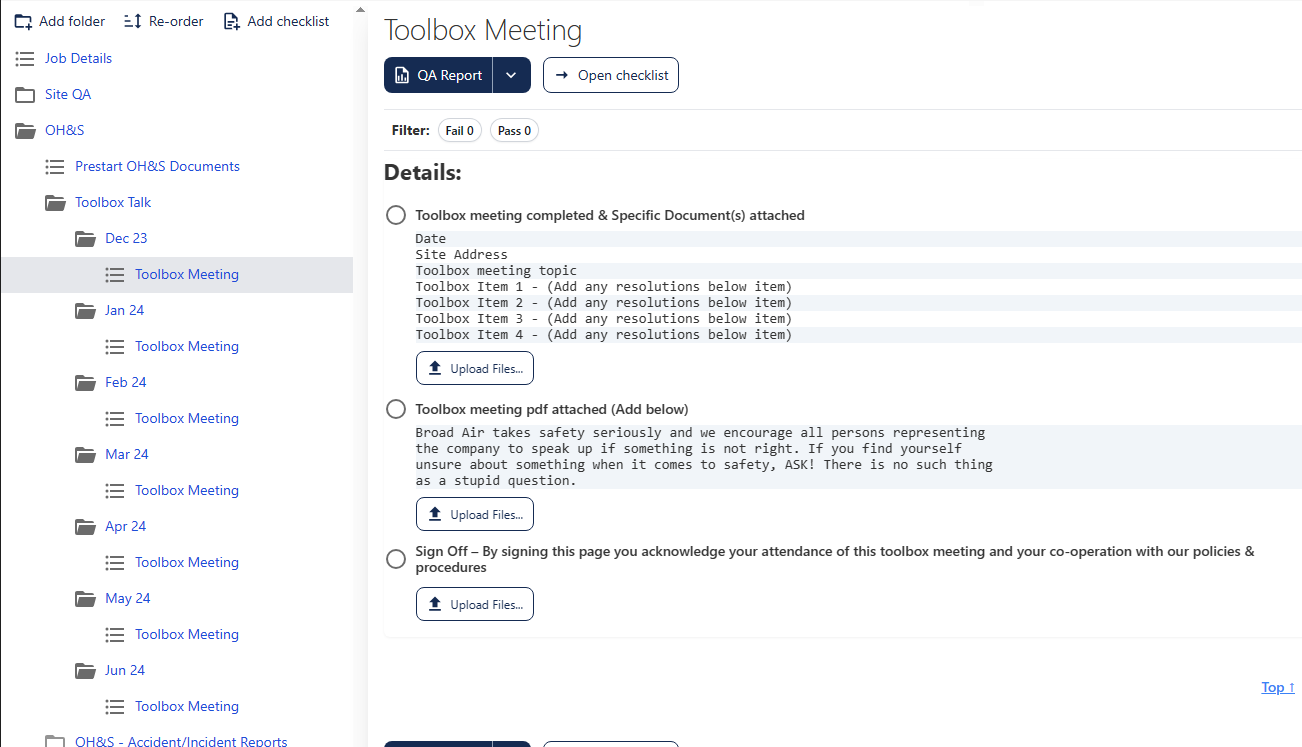 Add folder
Re-order
Add checklist
Job Details
Site QA
OH&S
Prestart OH&S Documents
Toolbox Talk
Dec 23
Toolbox Meeting
Jan 24
Toolbox Meeting
Feb 24
Toolbox Meeting
Mar 24
Toolbox Meeting
Apr 24
Toolbox Meeting
May 24
Toolbox Meeting
Jun 24
Toolbox Meeting
OH&S - Accident/Incident Reports
Toolbox Meeting
QA Report
→ Open checklist
Filter: Fail 0 Pass 0
Details:
Toolbox meeting completed & Specific Document(s) attached
Date
Site Address
Toolbox meeting topic
Toolbox Item 1 - (Add any resolutions below item)
Toolbox Item 2 - (Add any resolutions below item)
Toolbox Item 3 - (Add any resolutions below item)
Toolbox Item 4 - (Add any resolutions below item)
Upload Files...
Toolbox meeting pdf attached (Add below)
Broad Air takes safety seriously and we encourage all persons representing
the company to speak up if something is not right. If you find yourself
unsure about something when it comes to safety, ASK! There is no such thing
as a stupid question.
Upload Files...
Sign Off – By signing this page you acknowledge your attendance of this toolbox meeting and your co-operation with our policies &
procedures
Upload Files...
Top ↑